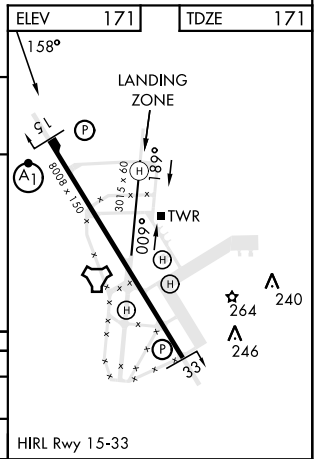 ELEV 171
TDZE 171
158°
LANDING
ZONE
15
P
A1
8008 x 150
3015 x 60
H
189°
TWR
009°
H
H
H
P
33
264
240
246
HIRL Rwy 15-33